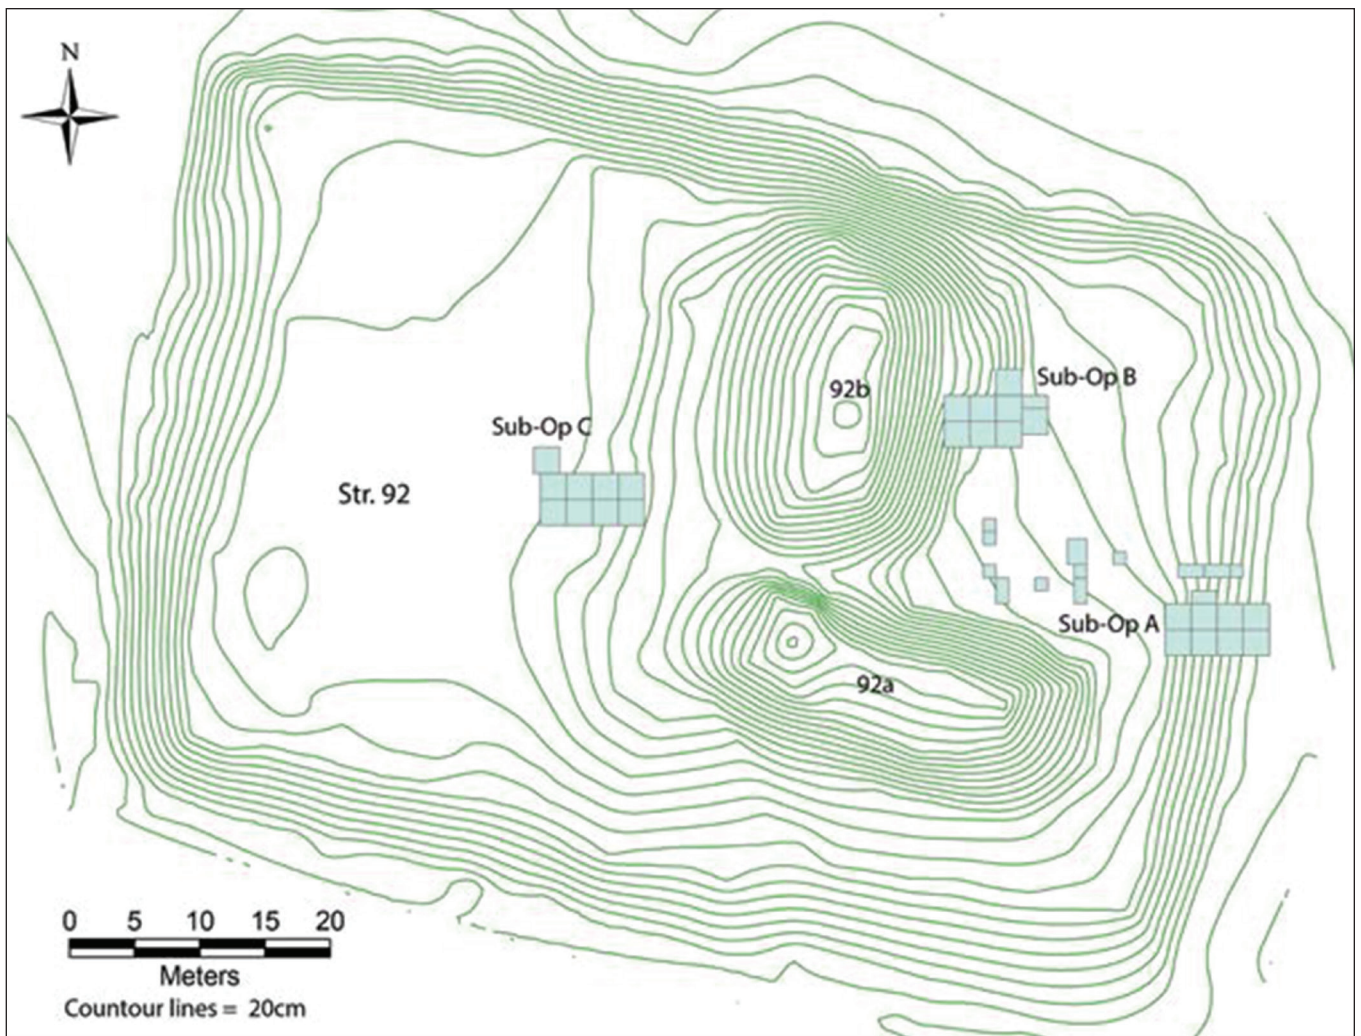 N
92b
Sub-Op B
Sub-Op C
Str. 92
Sub-Op A
92a
0 5 10 15 20
Meters
Countour lines = 20cm